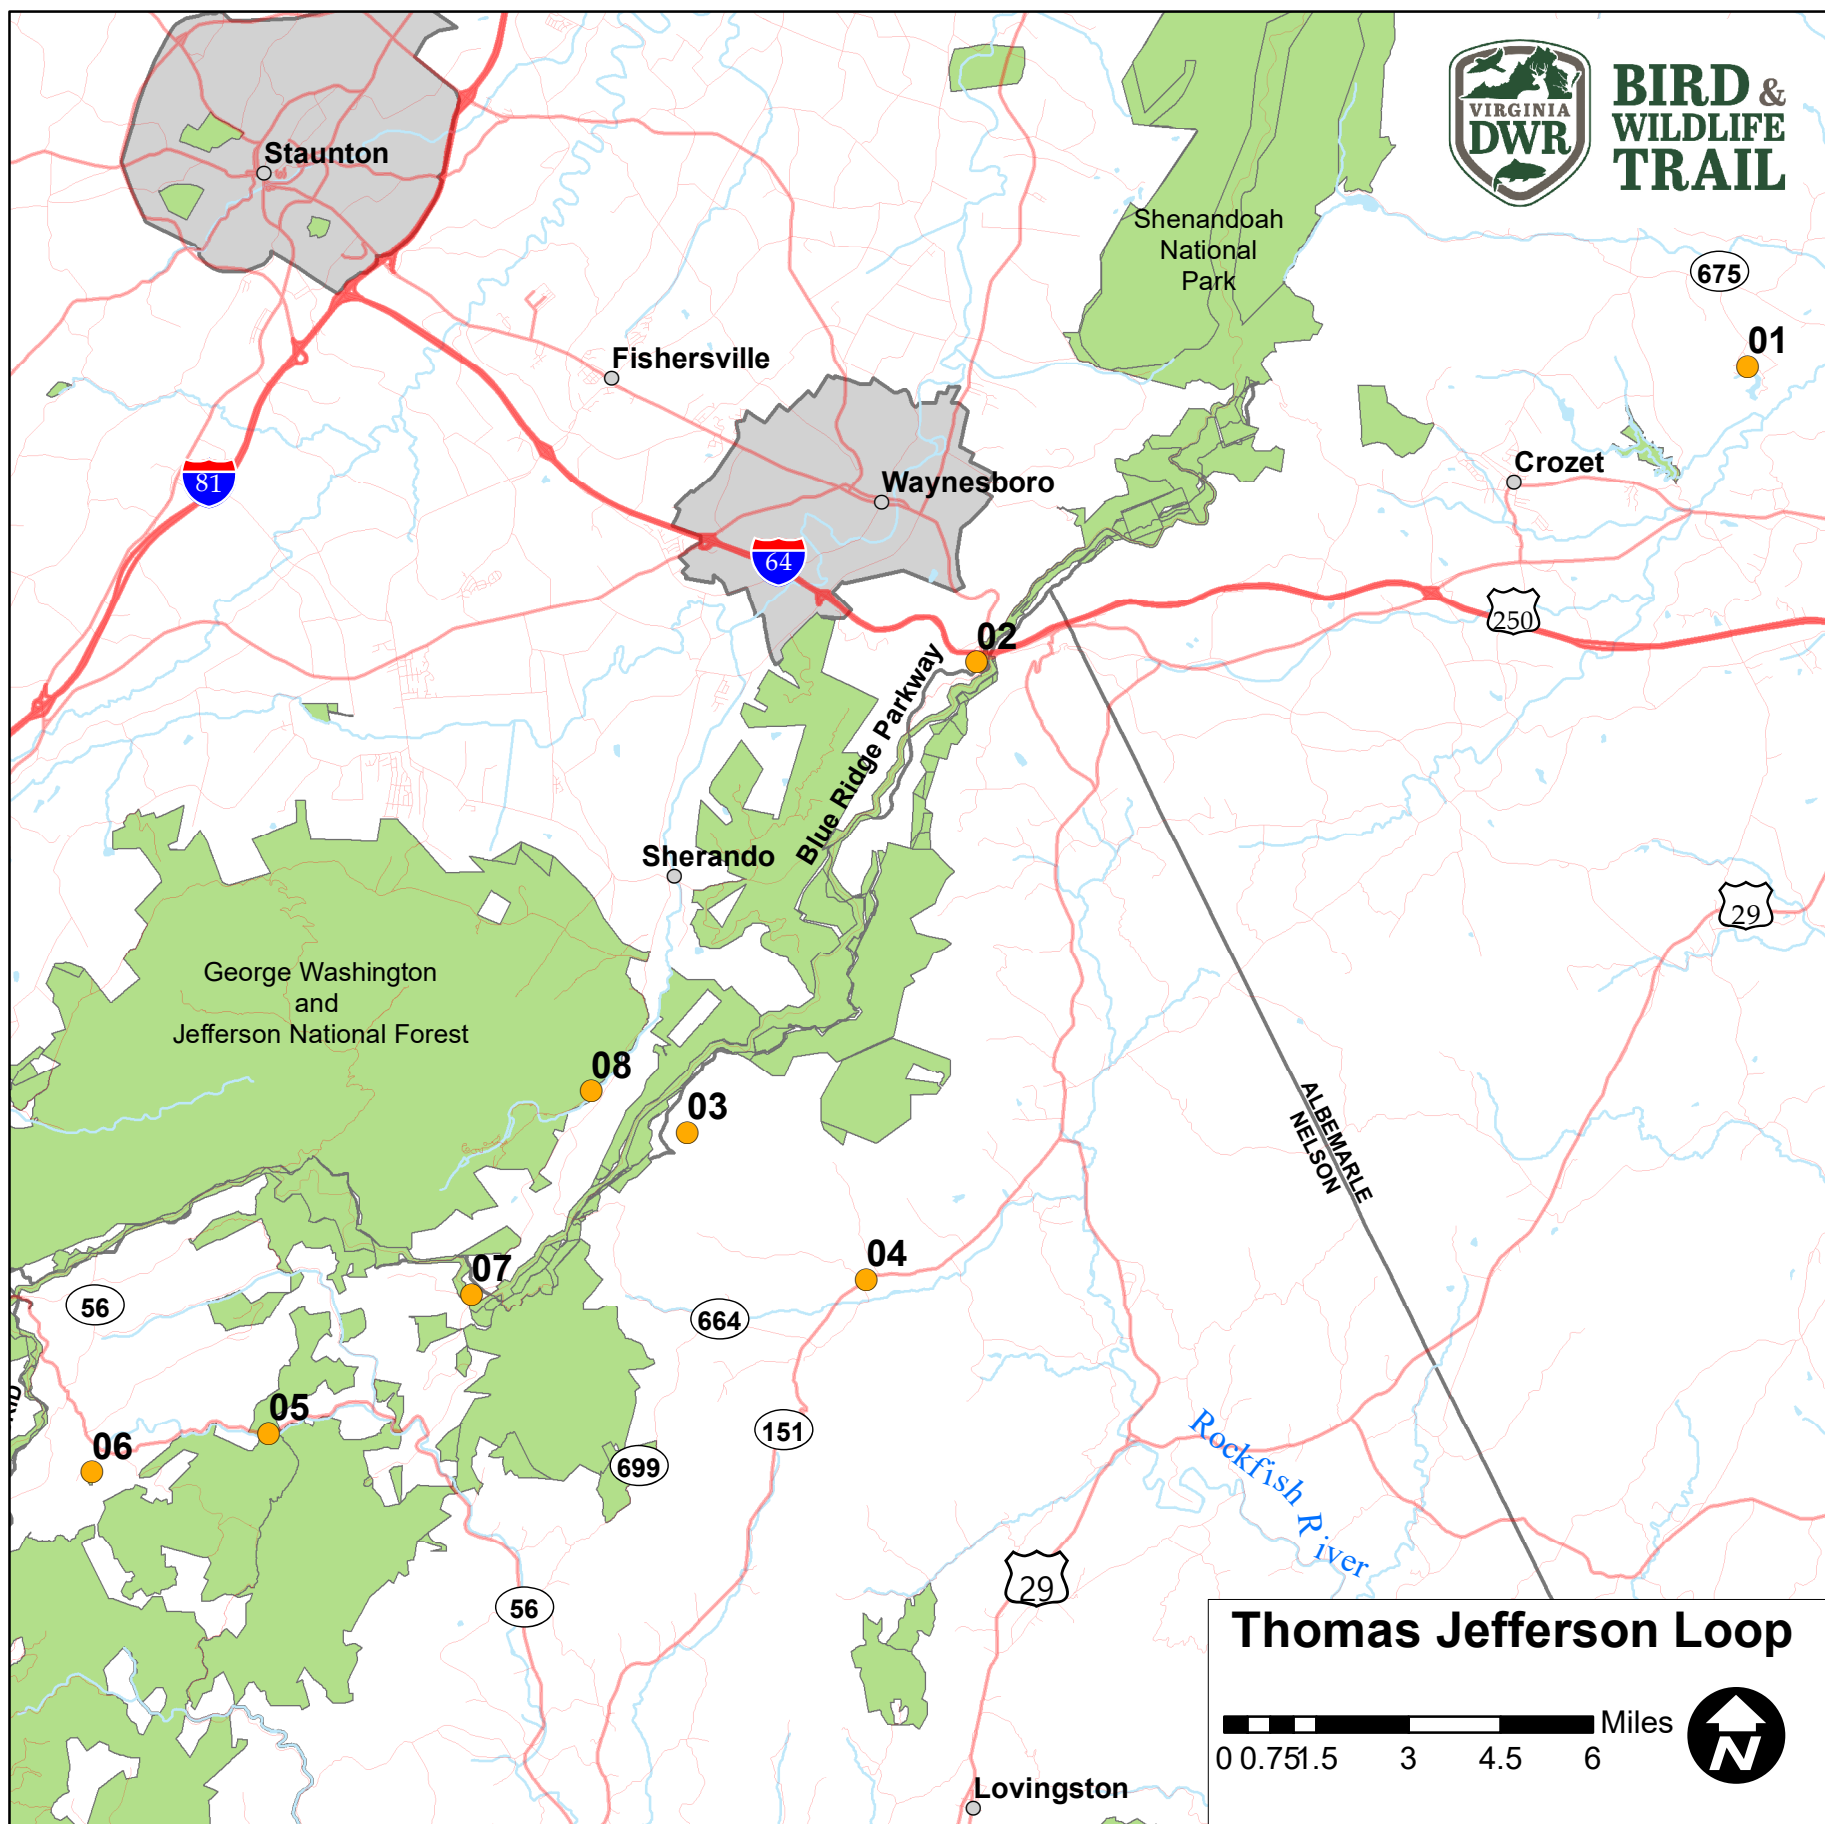 VIRGINIA
DWR
BIRD &
WILDLIFE
TRAIL
Staunton
Shenandoah
National
Park
675
01
Fishersville
Crozet
81
Waynesboro
64
250
02
Blue Ridge Parkway
Sherando
29
George Washington
and
Jefferson National Forest
08
03
ALBEMARLE
NELSON
04
07
56
664
05
06
151
699
Rockfish River
29
56
Thomas Jefferson Loop
Miles
0 0.75 1.5 3 4.5 6
N
Lovingston